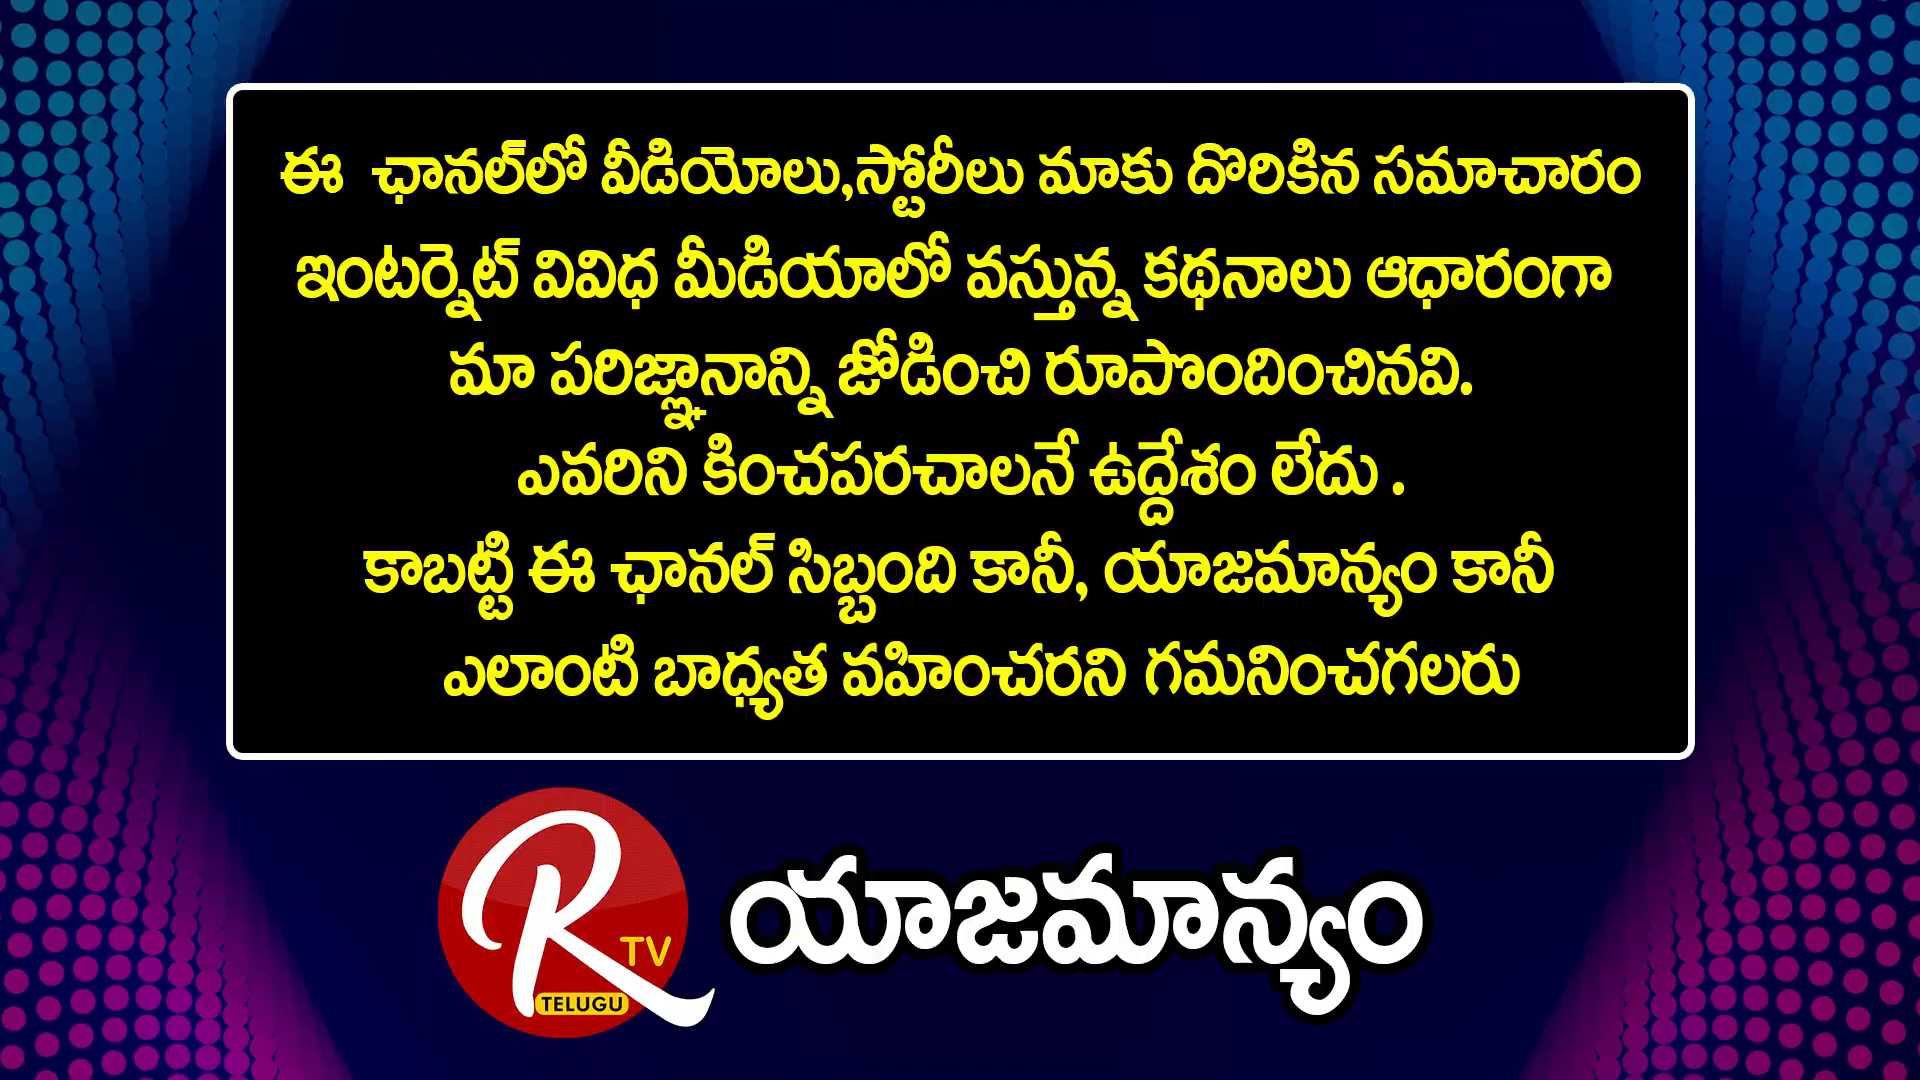 ఈ ఛానల్‌లో వీడియోలు,స్టోరీలు మాకు దొరికిన సమాచారం
ఇంటర్నెట్ వివిధ మీడియాలో వస్తున్న కథనాలు ఆధారంగా
మా పరిజ్ఞానాన్ని జోడించి రూపొందించినవి.
ఎవరిని కించపరచాలనే ఉద్దేశం లేదు .
కాబట్టి ఈ ఛానల్ సిబ్బంది కానీ, యాజమాన్యం కానీ
ఎలాంటి బాధ్యత వహించరని గమనించగలరు
R TV
TELUGU
యాజమాన్యం